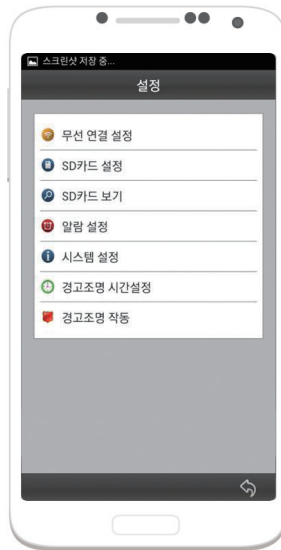 스크린샷 저장 중...
설정
무선 연결 설정
SD카드 설정
SD카드 보기
알람 설정
시스템 설정
경고조명 시간설정
경고조명 작동